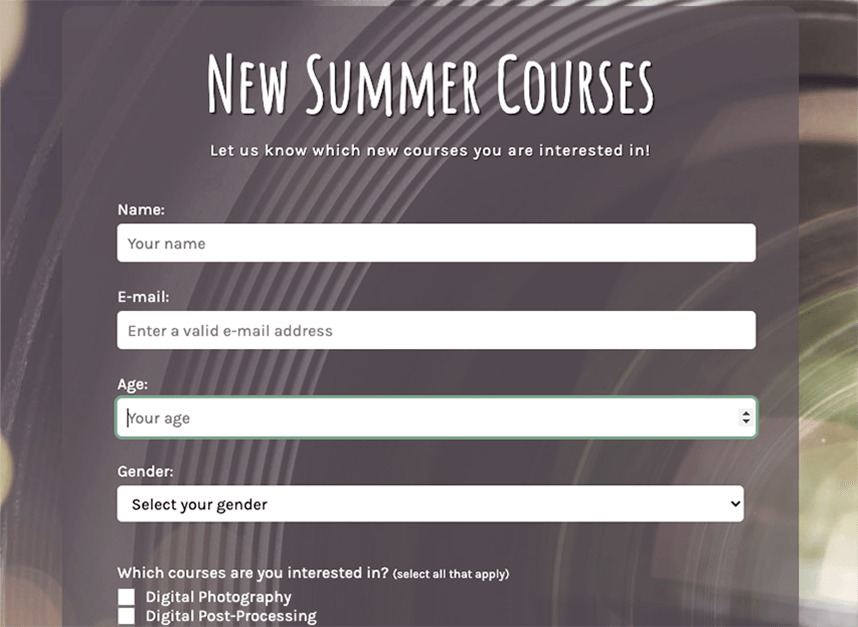 New Summer Courses
Let us know which new courses you are interested in!
Name:
Your name
E-mail:
Enter a valid e-mail address
Age:
Your age
Gender:
Select your gender
Which courses are you interested in? (select all that apply)
Digital Photography
Digital Post-Processing